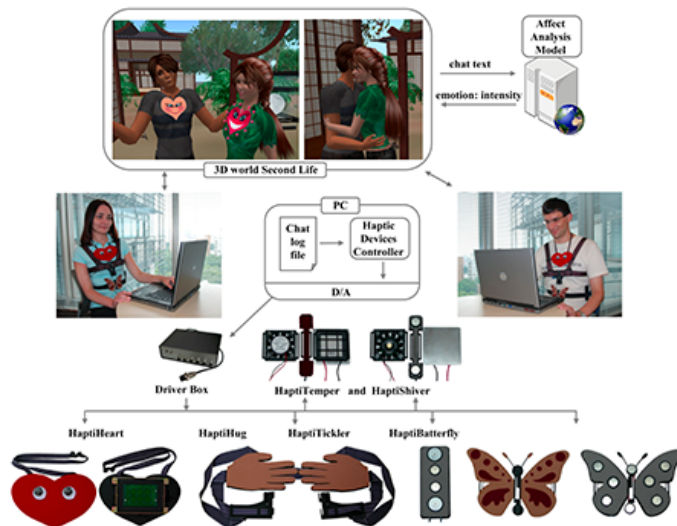 Affect
Analysis
Model
chat text
emotion: intensity
3D world Second Life
PC
Chat
log
file
Haptic
Devices
Controller
D/A
Driver Box
HaptiTemper and HaptiShiver
HaptiHeart
HaptiHug
HaptiTickler
HaptiBatterfly